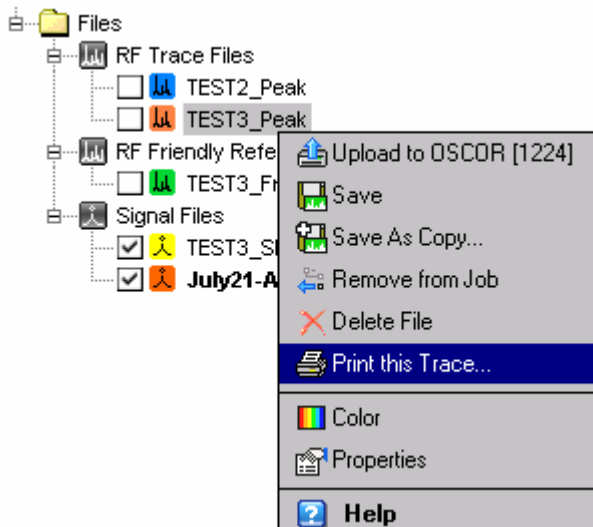 Files
RF Trace Files
TEST2_Peak
TEST3_Peak
RF Friendly Refe
TEST3_Fr
Signal Files
TEST3_S
July21-A
Upload to OSCOR [1224]
Save
Save As Copy...
Remove from Job
Delete File
Print this Trace...
Color
Properties
Help